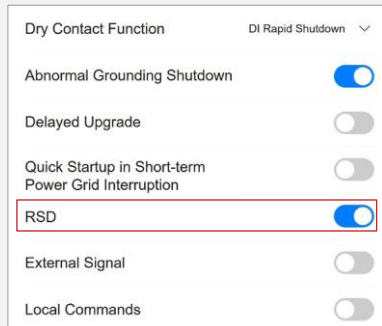 Dry Contact Function DI Rapid Shutdown
Abnormal Grounding Shutdown
Delayed Upgrade
Quick Startup in Short-term
Power Grid Interruption
RSD
External Signal
Local Commands